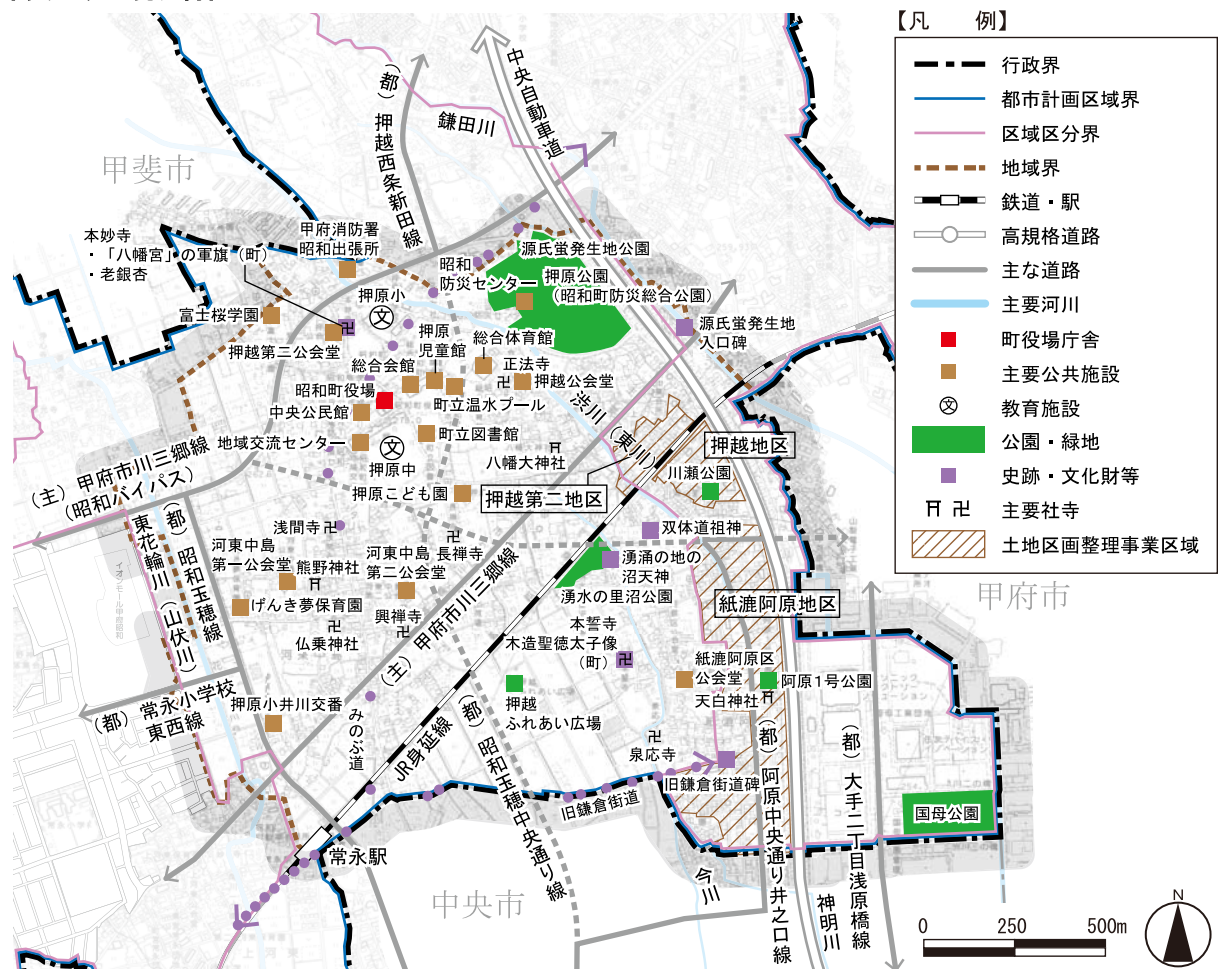 【凡　例】
行政界
都市計画区域界
区域区分界
地域界
鉄道・駅
高規格道路
主な道路
主要河川
町役場庁舎
主要公共施設
文
教育施設
公園・緑地
史跡・文化財等
主要社寺
土地区画整理事業区域
中央自動車道
(都)押越西条新田線
鎌田川
甲斐市
本妙寺
・「八幡宮」の軍旗(町)
・老銀杏
甲府消防署
昭和出張所
源氏蛍発生地公園
昭和
防災センター
押原公園
(昭和町防災総合公園)
押原小
文
富士桜学園
押越第三公会堂
押原
児童館
総合体育館
源氏蛍発生地
入口碑
総合会館
正法寺
押越公会堂
昭和町役場
町立温水プール
中央公民館
渋川(東川)
町立図書館
地域交流センター
文
押原中
八幡大神社
押越地区
川瀬公園
押越第二地区
(主)甲府市川三郷線
(昭和バイパス)
押原こども園
浅間寺
双体道祖神
東花輪川(山伏川)
(都)昭和玉穂線
イオンモール甲府昭和
河東中島
第一公会堂
熊野神社
河東中島
第二公会堂
長禅寺
湧涌の地の
沼天神
湧水の里沼公園
紙漉阿原地区
甲府市
げんき夢保育園
仏乗神社
興禅寺
(主)甲府市川三郷線
本誓寺
木造聖徳太子像
(町)
紙漉阿原区
公会堂
阿原1号公園
天白神社
(都)常永小学校
東西線
押原小井川交番
押越
ふれあい広場
みのぶ道
JR身延線
(都)昭和玉穂中央通り線
泉応寺
旧鎌倉街道碑
旧鎌倉街道
(都)阿原中央通り井之口線
(都)大手二丁目浅原橋線
国母公園
常永駅
中央市
今川
神明川
N
0
250
500m